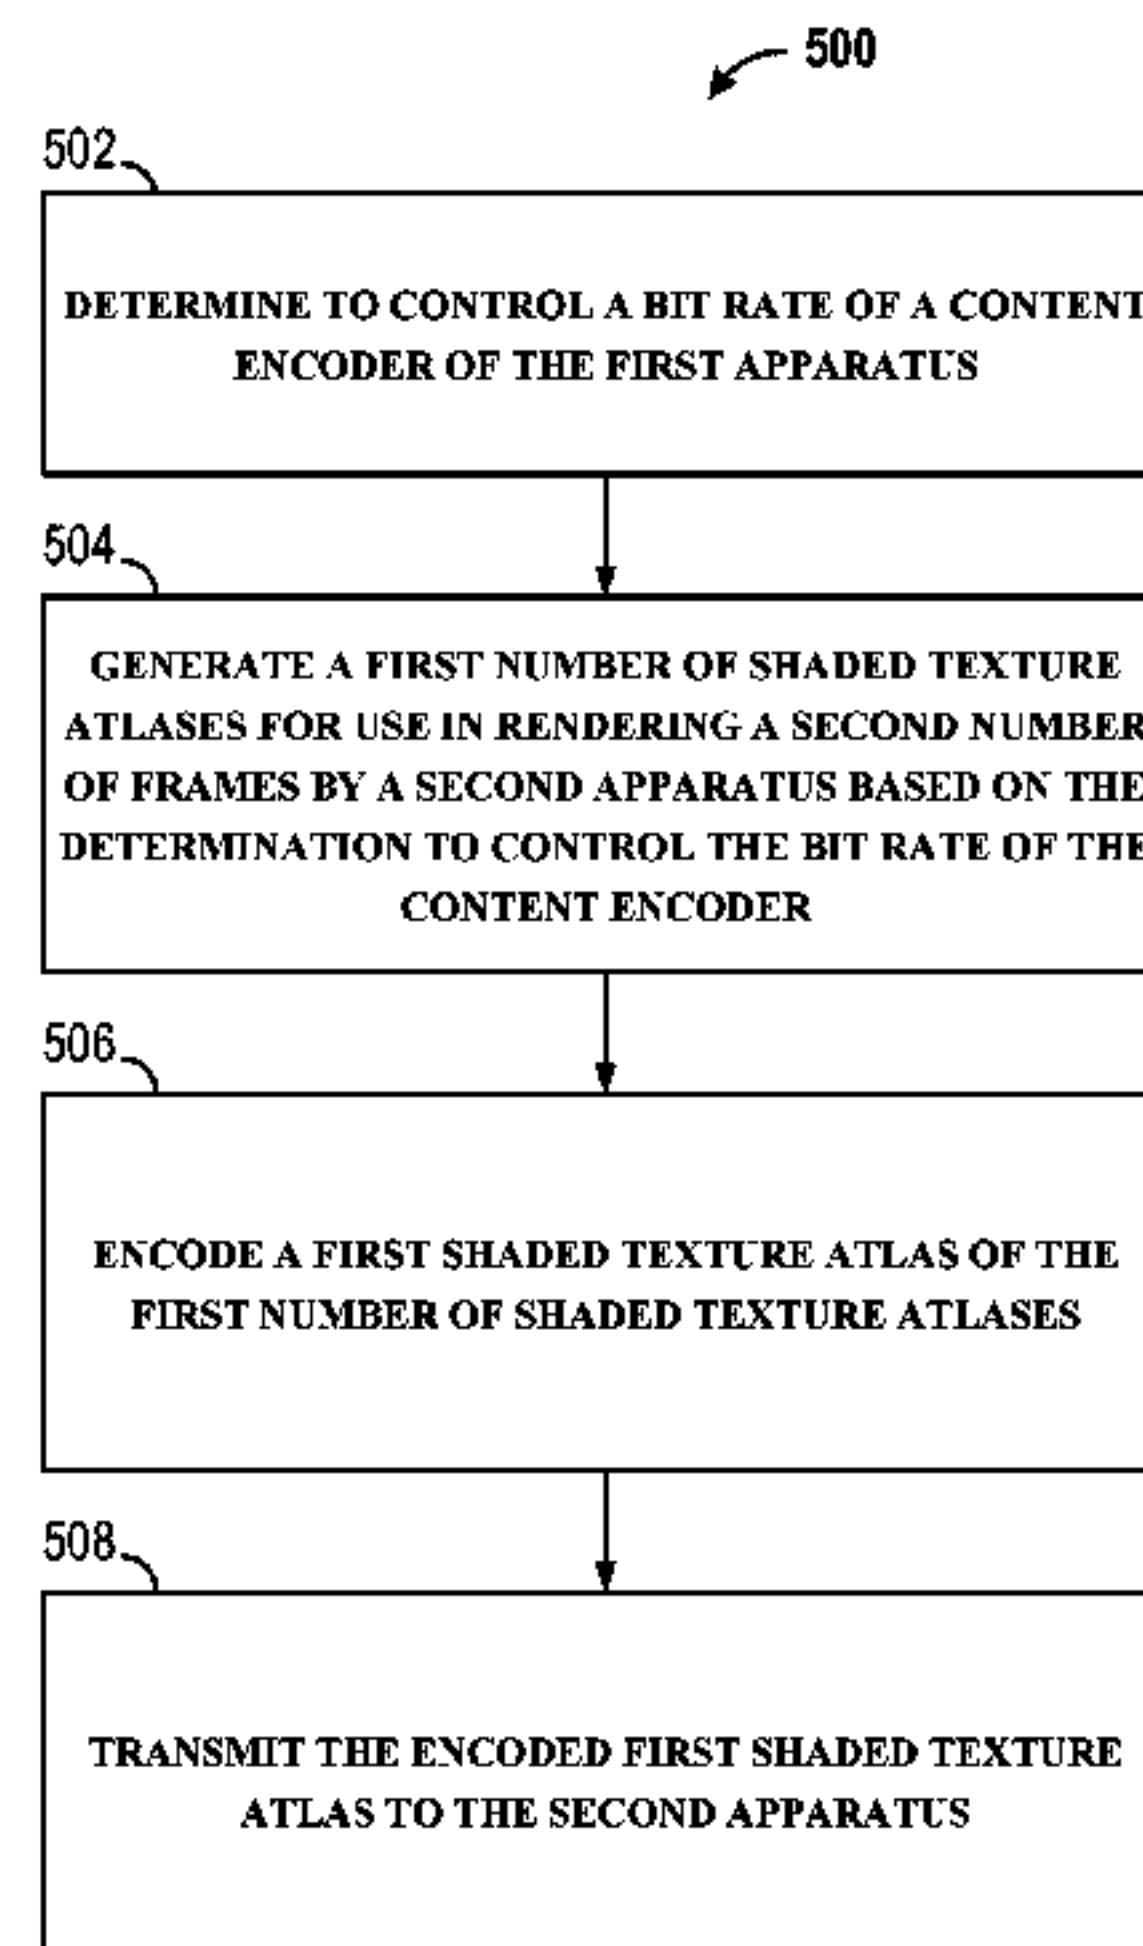 500
502
DETERMINE TO CONTROL A BIT RATE OF A CONTENT
ENCODER OF THE FIRST APPARATUS
504
GENERATE A FIRST NUMBER OF SHADED TEXTURE
ATLASES FOR USE IN RENDERING A SECOND NUMBER
OF FRAMES BY A SECOND APPARATUS BASED ON THE
DETERMINATION TO CONTROL THE BIT RATE OF THE
CONTENT ENCODER
506
ENCODE A FIRST SHADED TEXTURE ATLAS OF THE
FIRST NUMBER OF SHADED TEXTURE ATLASES
508
TRANSMIT THE ENCODED FIRST SHADED TEXTURE
ATLAS TO THE SECOND APPARATUS